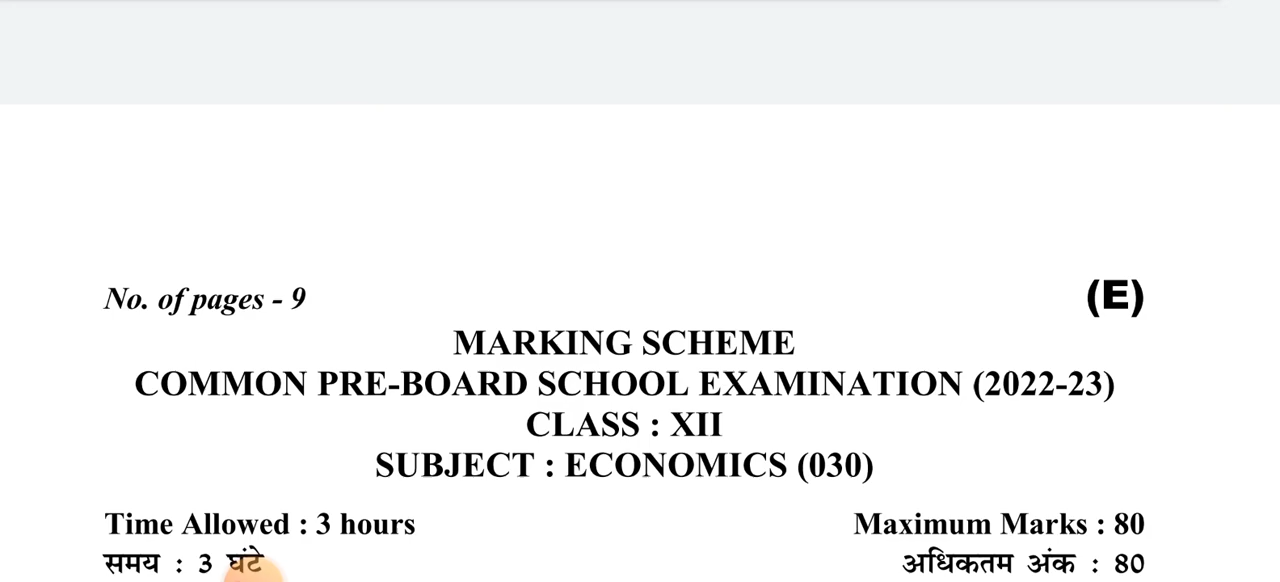 No. of pages - 9 (E)
MARKING SCHEME
COMMON PRE-BOARD SCHOOL EXAMINATION (2022-23)
CLASS : XII
SUBJECT : ECONOMICS (030)
Time Allowed : 3 hours Maximum Marks : 80
समय : 3 घंटे अधिकतम अंक : 80